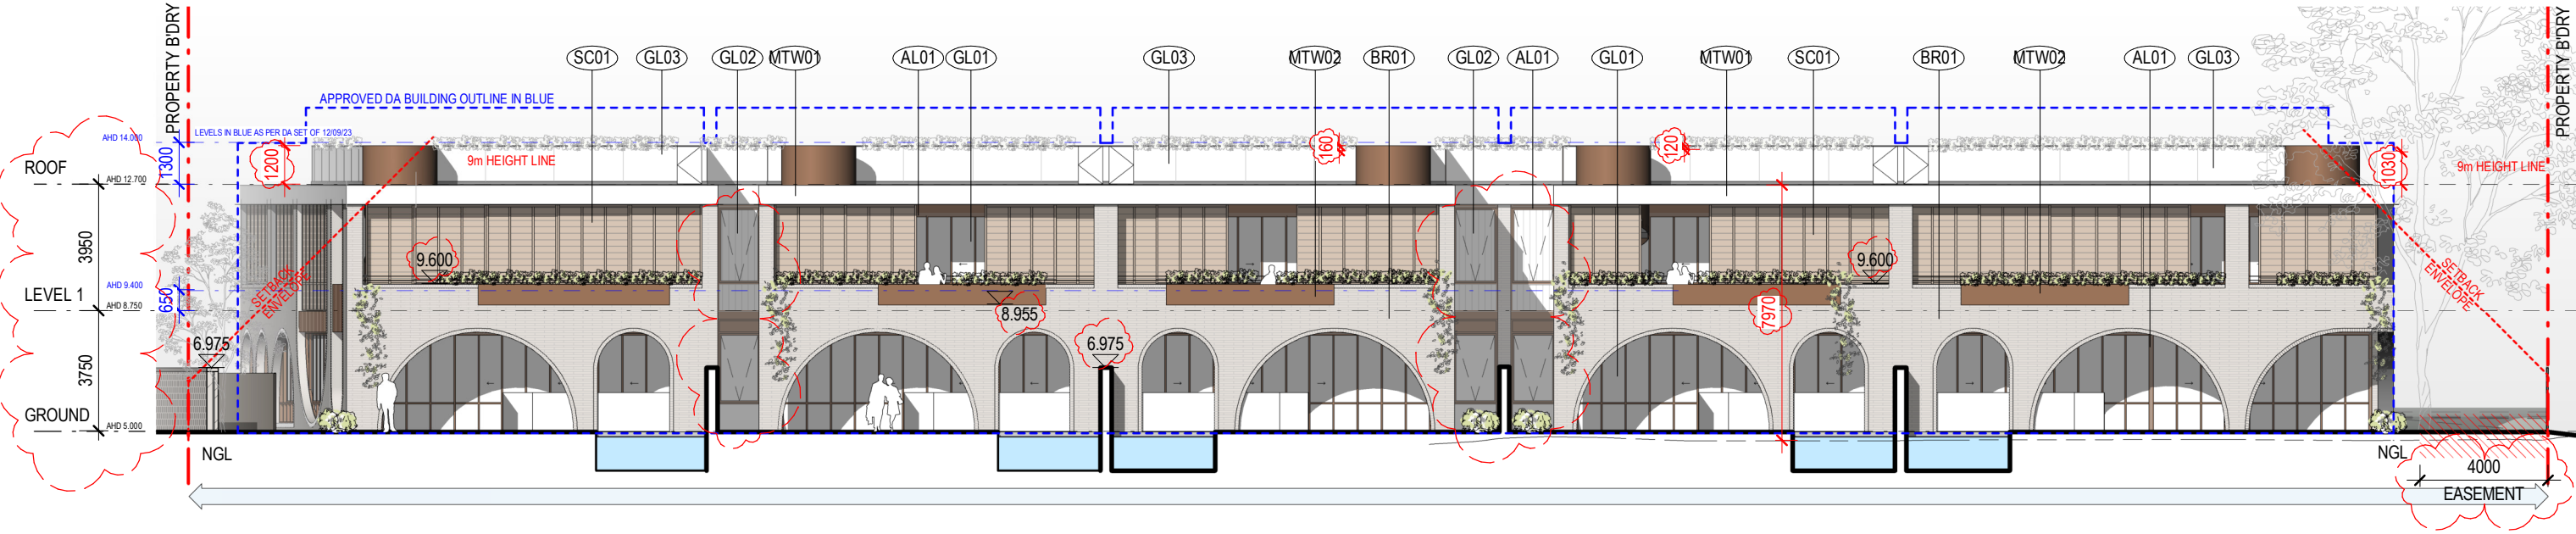 PROPERTY B'DRY
PROPERTY B'DRY
SC01
GL03
GL02
MTW01
AL01
GL01
GL03
MTW02
BR01
GL02
AL01
GL01
MTW01
SC01
BR01
MTW02
AL01
GL03
APPROVED DA BUILDING OUTLINE IN BLUE
LEVELS IN BLUE AS PER DA SET OF 12/09/23
AHD 14.000
ROOF
AHD 12.700
1300
1200
9m HEIGHT LINE
160
120
1030
9m HEIGHT LINE
3950
9.600
9.600
SETBACK
ENVELOPE
SETBACK
ENVELOPE
AHD 9.400
LEVEL 1
AHD 8.750
650
8.955
7970
6.975
6.975
3750
GROUND
AHD 5.000
NGL
NGL
4000
EASEMENT